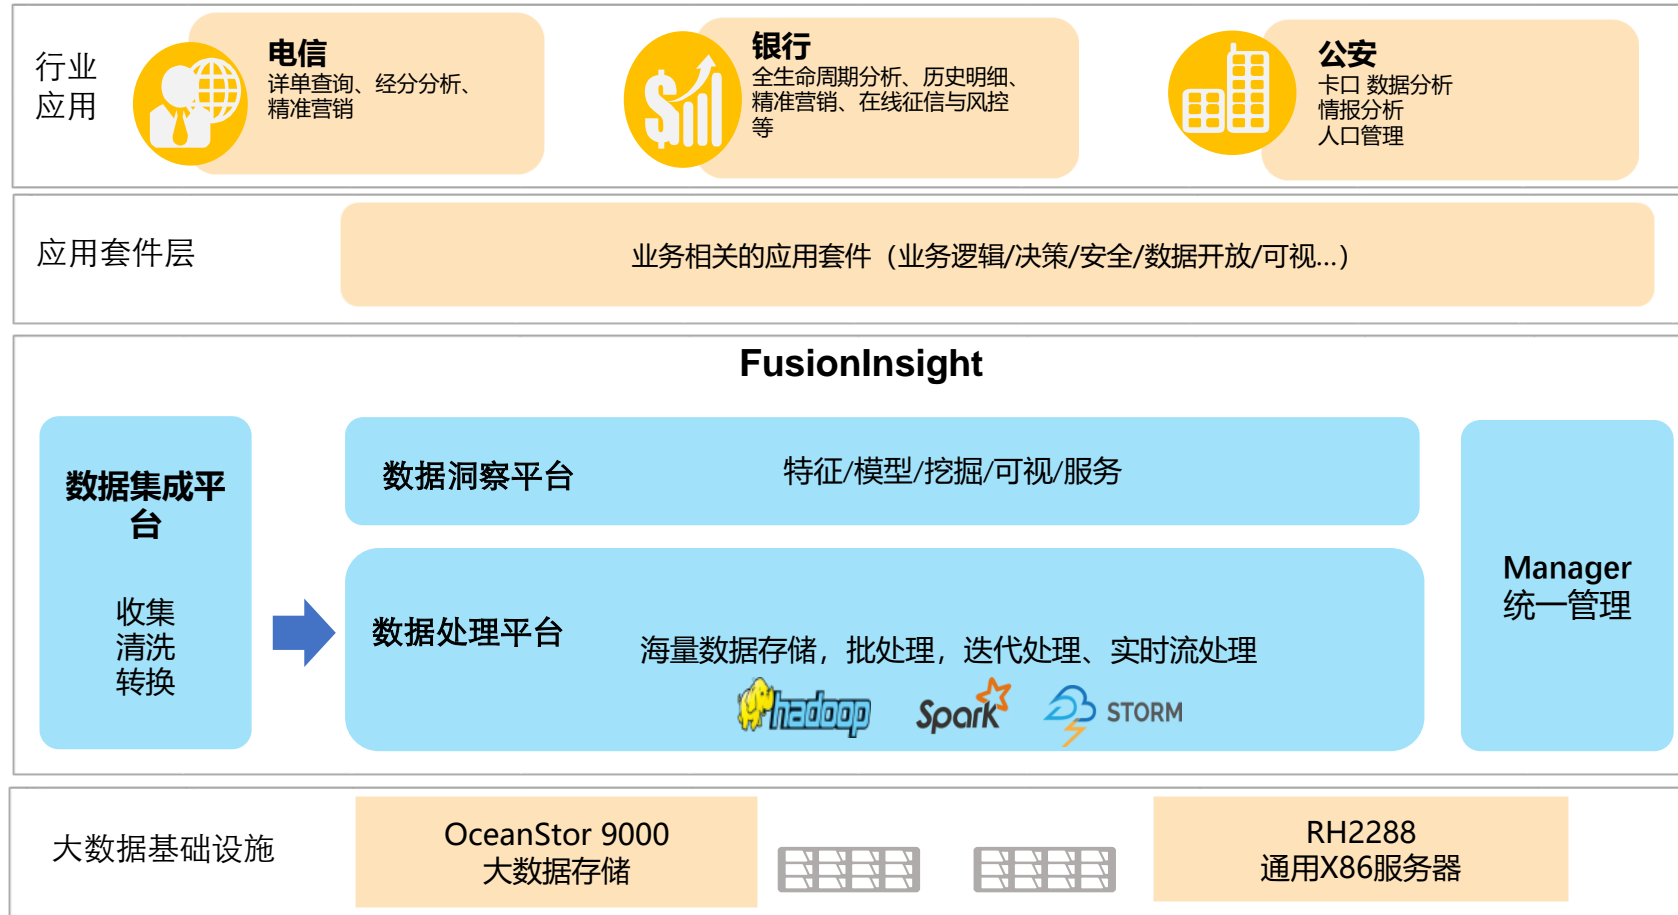 行业
应用
电信
详单查询、经分分析、
精准营销
银行
全生命周期分析、历史明细、
精准营销、在线征信与风控
等
公安
卡口 数据分析
情报分析
人口管理
应用套件层
业务相关的应用套件（业务逻辑/决策/安全/数据开放/可视...）
FusionInsight
数据集成平
台
收集
清洗
转换
数据洞察平台
特征/模型/挖掘/可视/服务
数据处理平台
海量数据存储，批处理，迭代处理、实时流处理
hadoop
Spark
STORM
Manager
统一管理
大数据基础设施
OceanStor 9000
大数据存储
RH2288
通用X86服务器